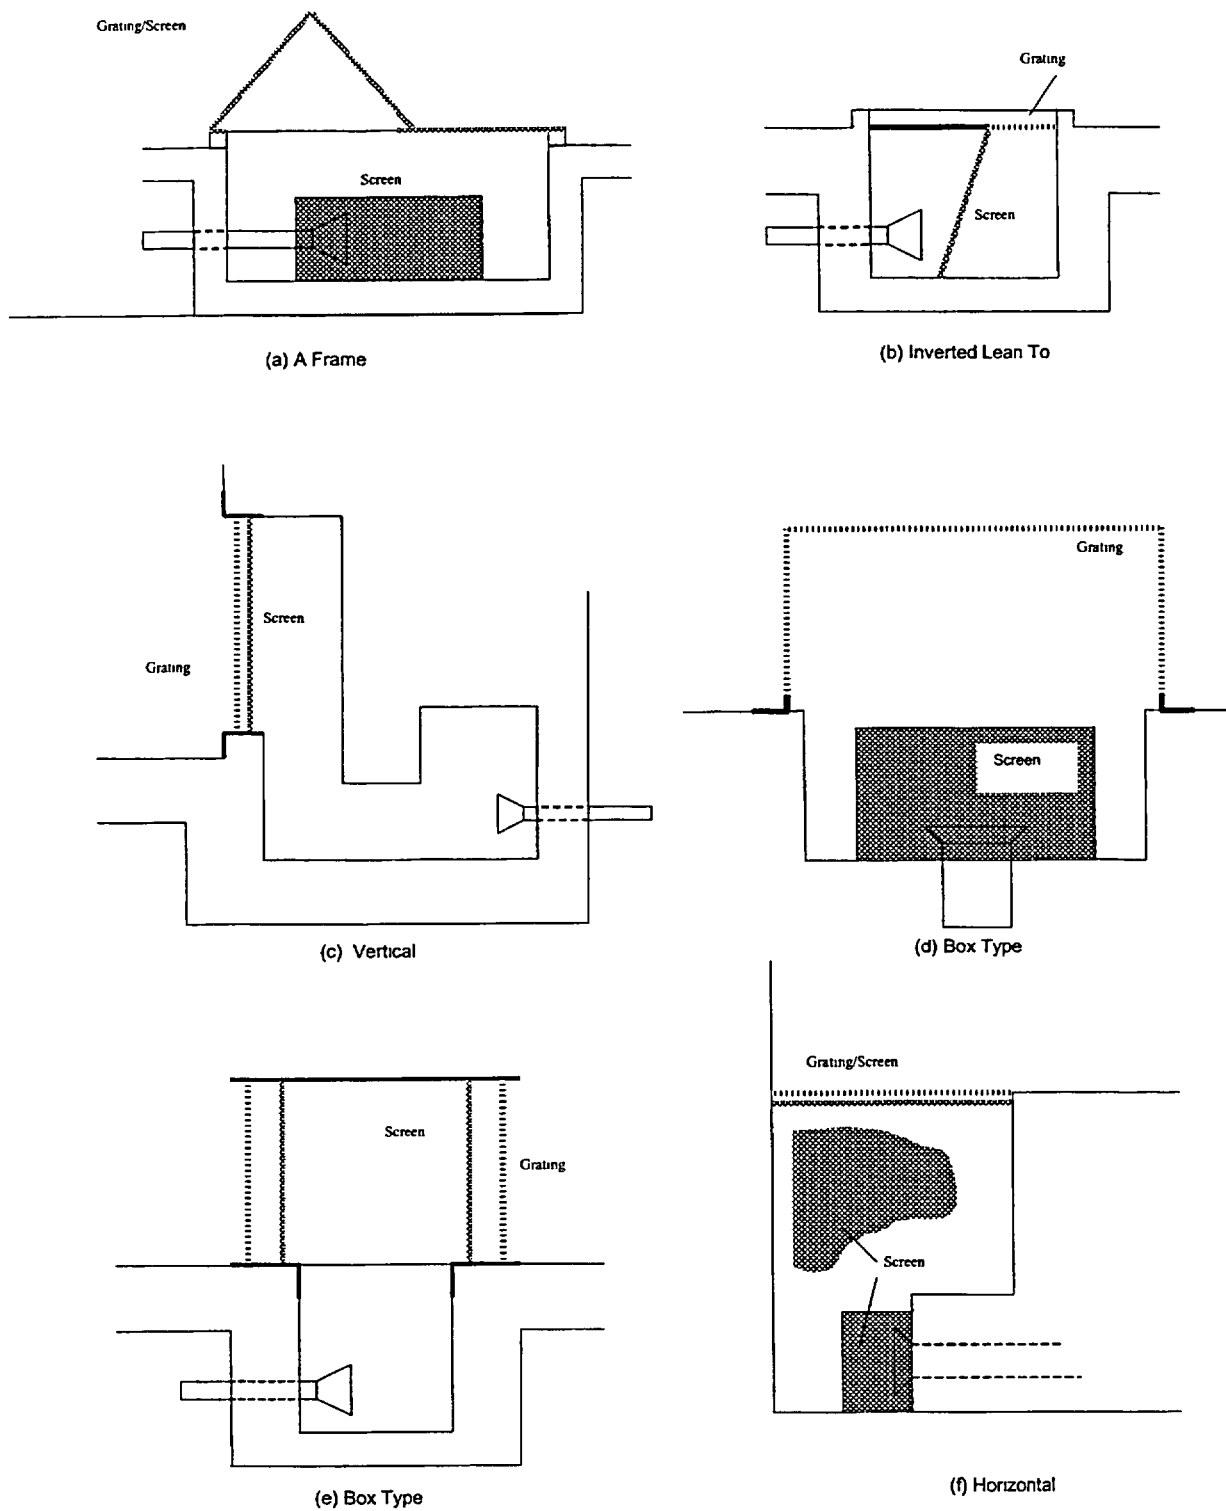 Grating/Screen
Screen
(a) A Frame
Grating
Screen
(b) Inverted Lean To
Screen
Grating
(c) Vertical
Grating
Screen
(d) Box Type
Screen
Grating
(e) Box Type
Grating/Screen
Screen
(f) Horizontal